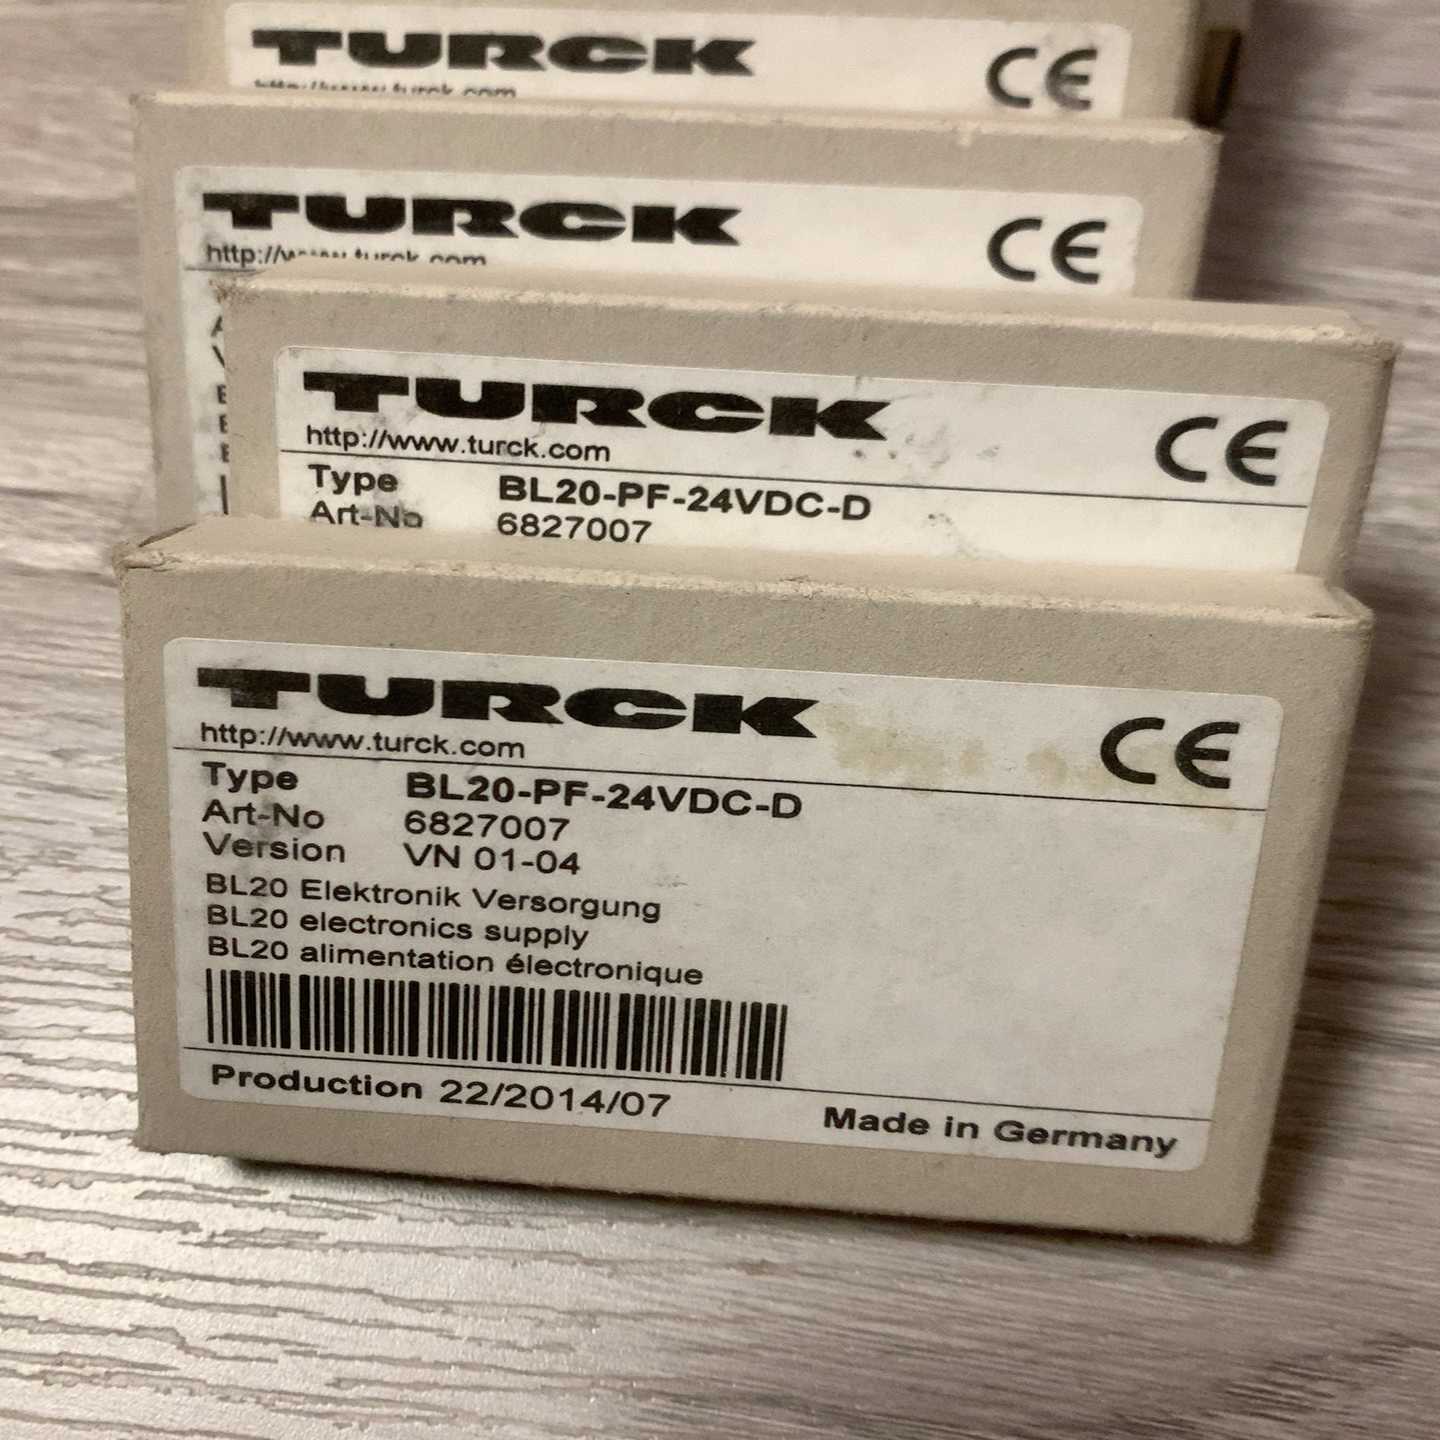 TURCK
CE
TURCK
CE
http://www.turck.com
TURCK
CE
http://www.turck.com
Type BL20-PF-24VDC-D
Art-No 6827007
TURCK
CE
http://www.turck.com
Type BL20-PF-24VDC-D
Art-No 6827007
Version VN 01-04
BL20 Elektronik Versorgung
BL20 electronics supply
BL20 alimentation électronique
Production 22/2014/07 Made in Germany